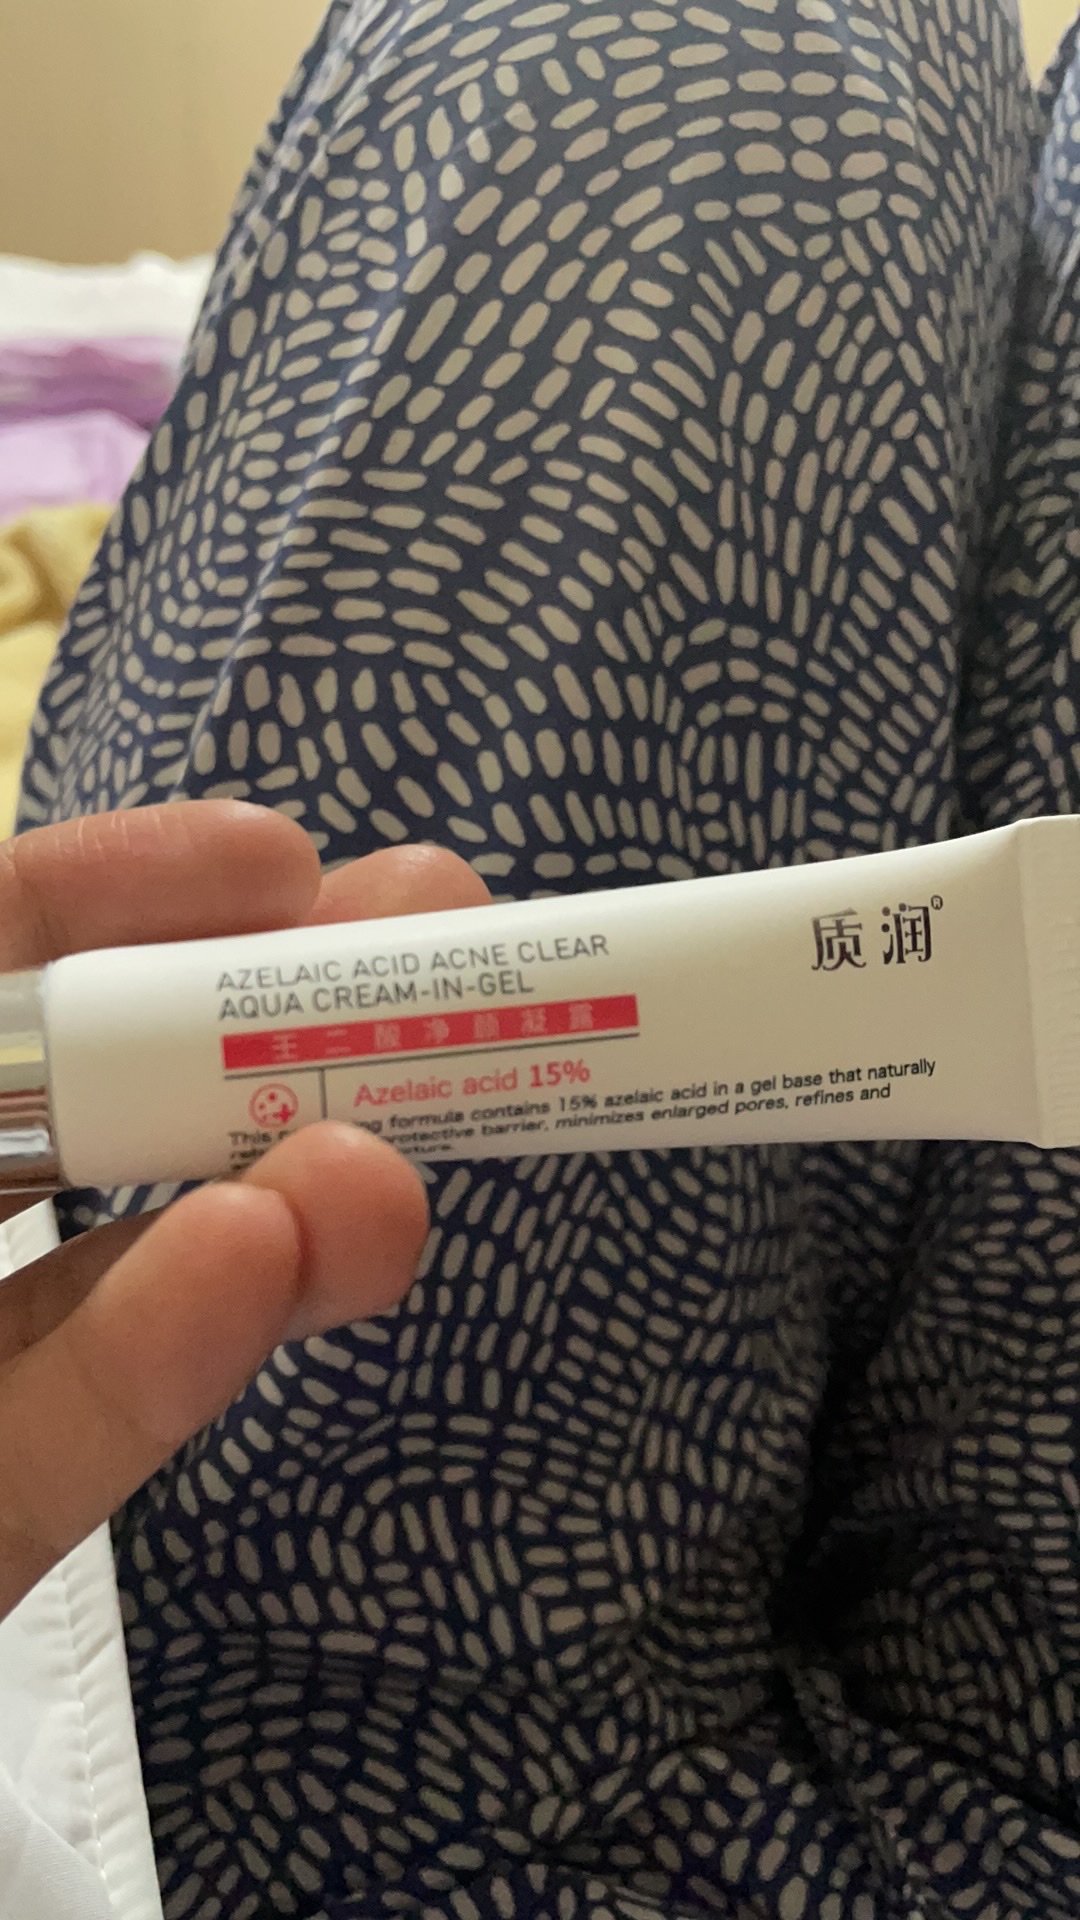 AZELAIC ACID ACNE CLEAR
AQUA CREAM-IN-GEL
质润®
壬二酸净颜凝露
Azelaic acid 15%
This ng formula contains 15% azelaic acid in a gel base that naturally
protective barrier, minimizes enlarged pores, refines and